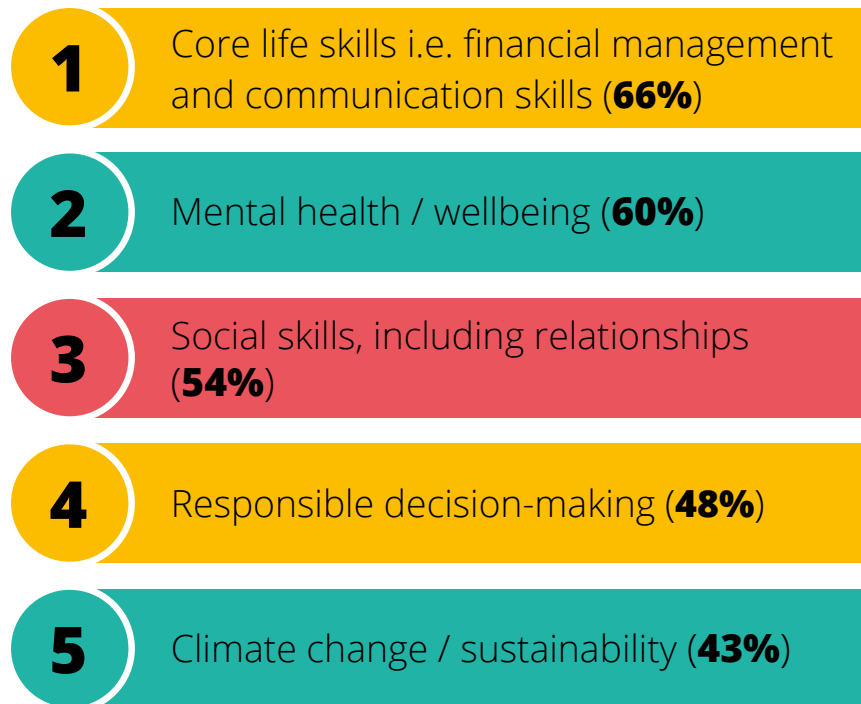 1
Core life skills i.e. financial management
and communication skills (66%)
2
Mental health / wellbeing (60%)
3
Social skills, including relationships
(54%)
4
Responsible decision-making (48%)
5
Climate change / sustainability (43%)